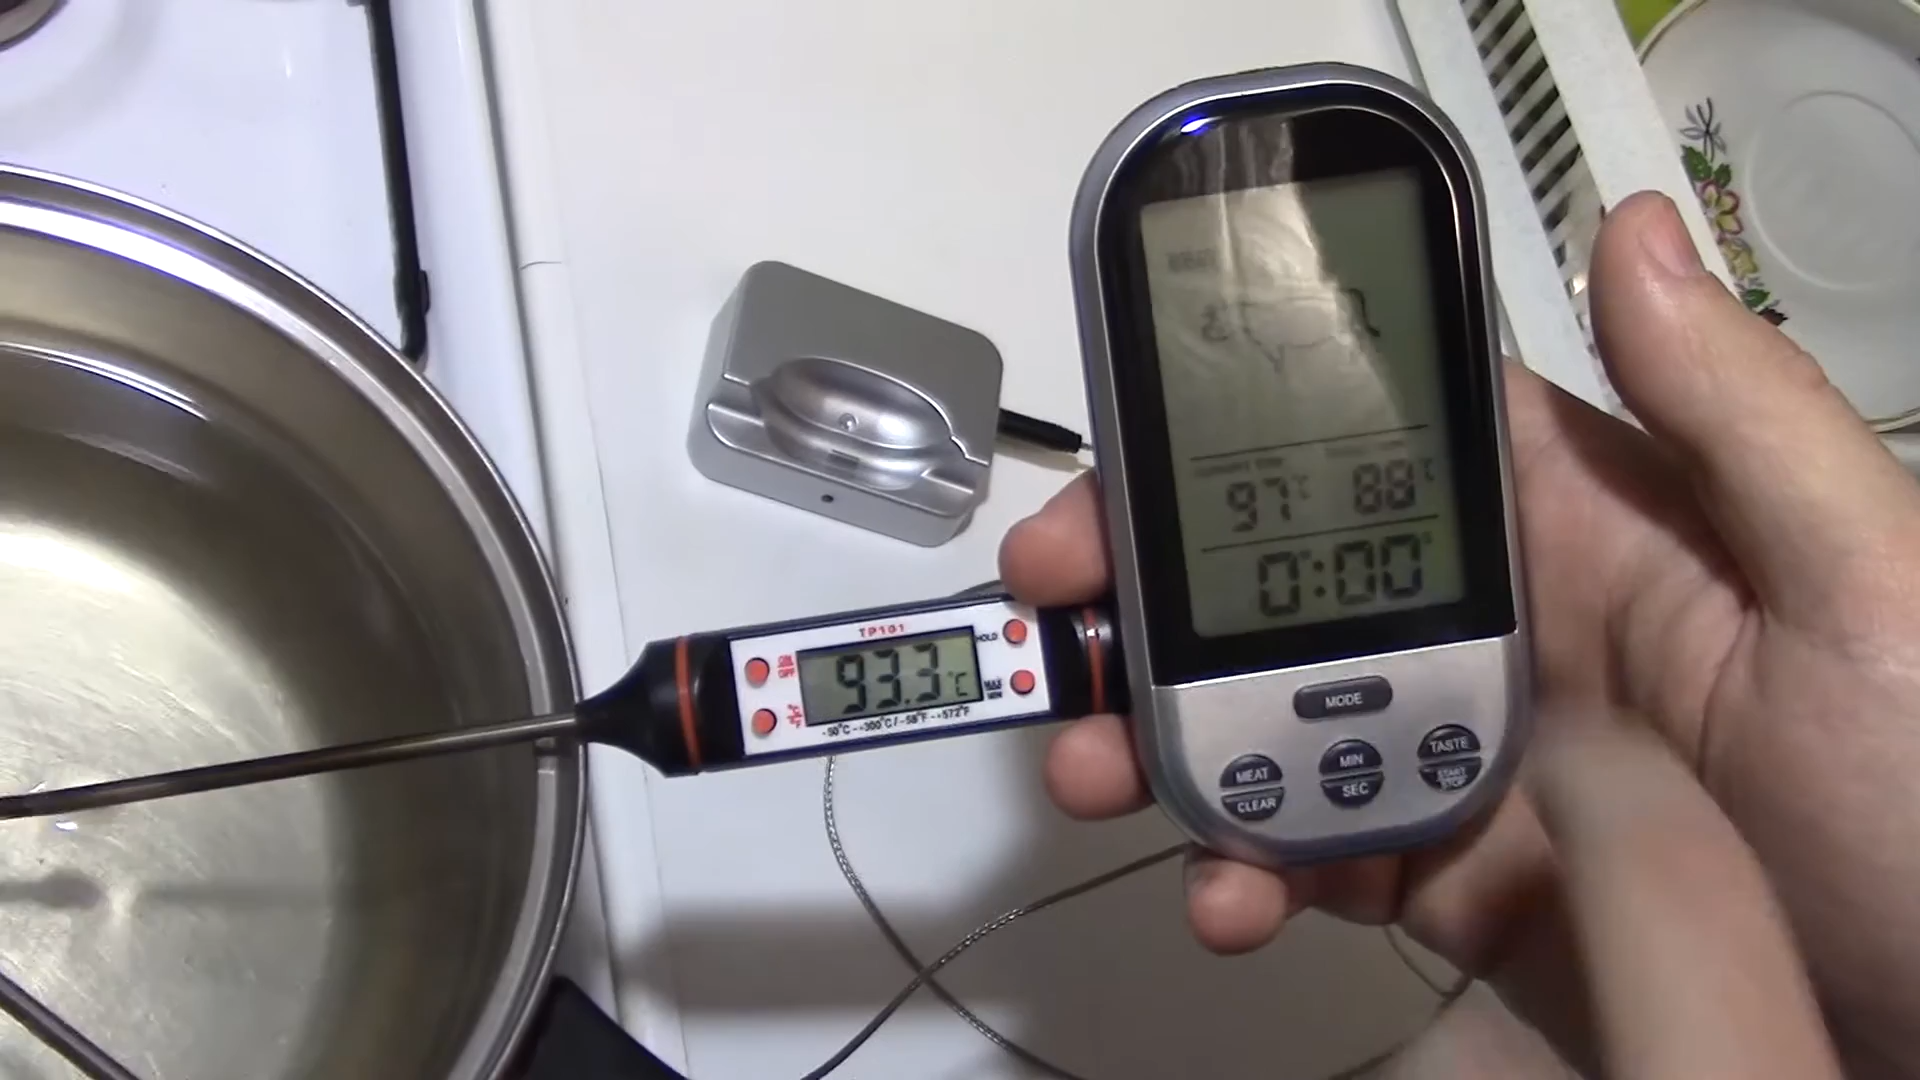 BEEF
97°C 88°C
0:00
MODE
MEAT
CLEAR
MIN
SEC
TASTE
START
STOP
TP101
ON
OFF
HOLD
93.3°C
°C
°F
MAX
MIN
-50°C~+300°C/-58°F~+572°F